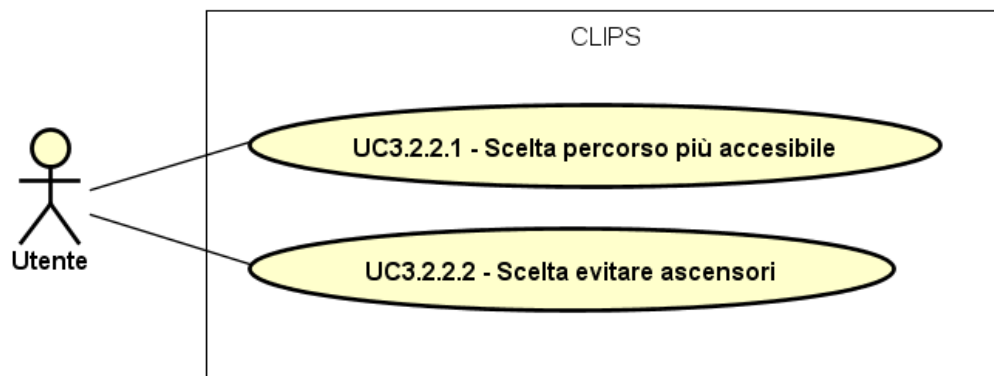 CLIPS
UC3.2.2.1 - Scelta percorso più accesibile
Utente
UC3.2.2.2 - Scelta evitare ascensori